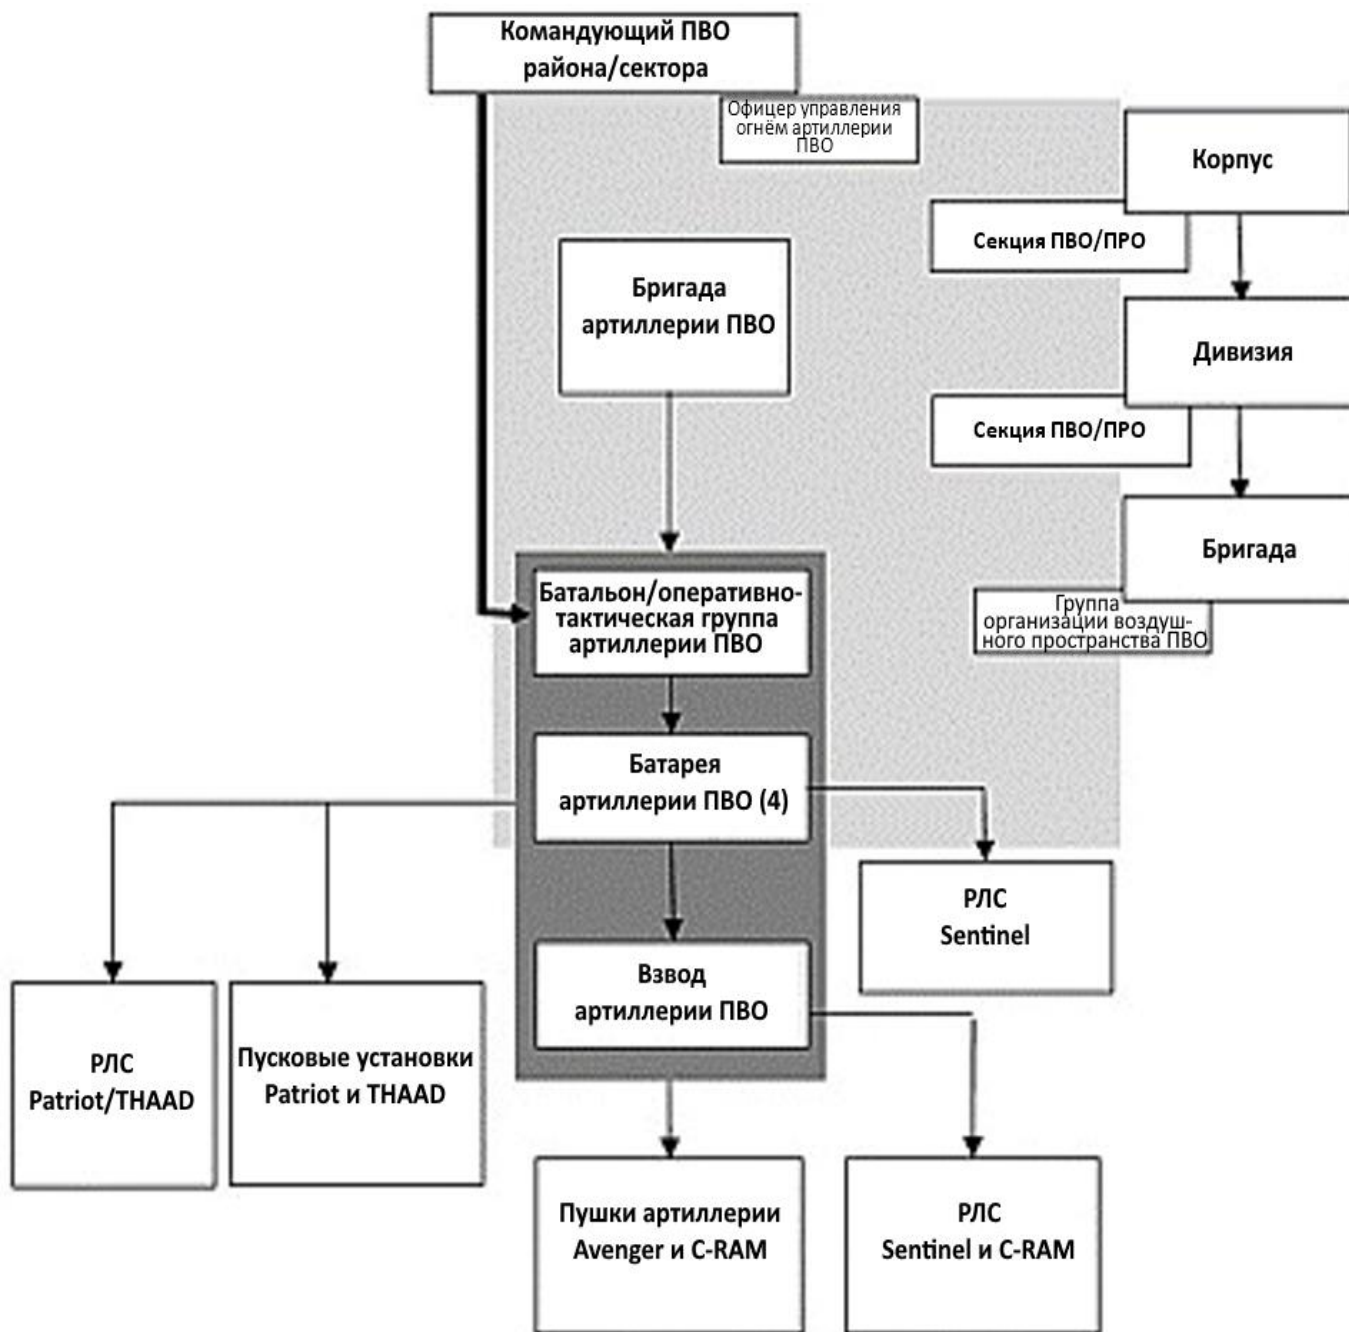 Командующий ПВО
района/сектора
Офицер управления
огнём артиллерии
ПВО
Корпус
Секция ПВО/ПРО
Бригада
артиллерии ПВО
Дивизия
Секция ПВО/ПРО
Бригада
Группа
организации воздуш-
ного пространства ПВО
Батальон/оперативно-
тактическая группа
артиллерии ПВО
Батарея
артиллерии ПВО (4)
РЛС
Sentinel
Взвод
артиллерии ПВО
РЛС
Patriot/THAAD
Пусковые установки
Patriot и THAAD
Пушки артиллерии
Avenger и C-RAM
РЛС
Sentinel и C-RAM